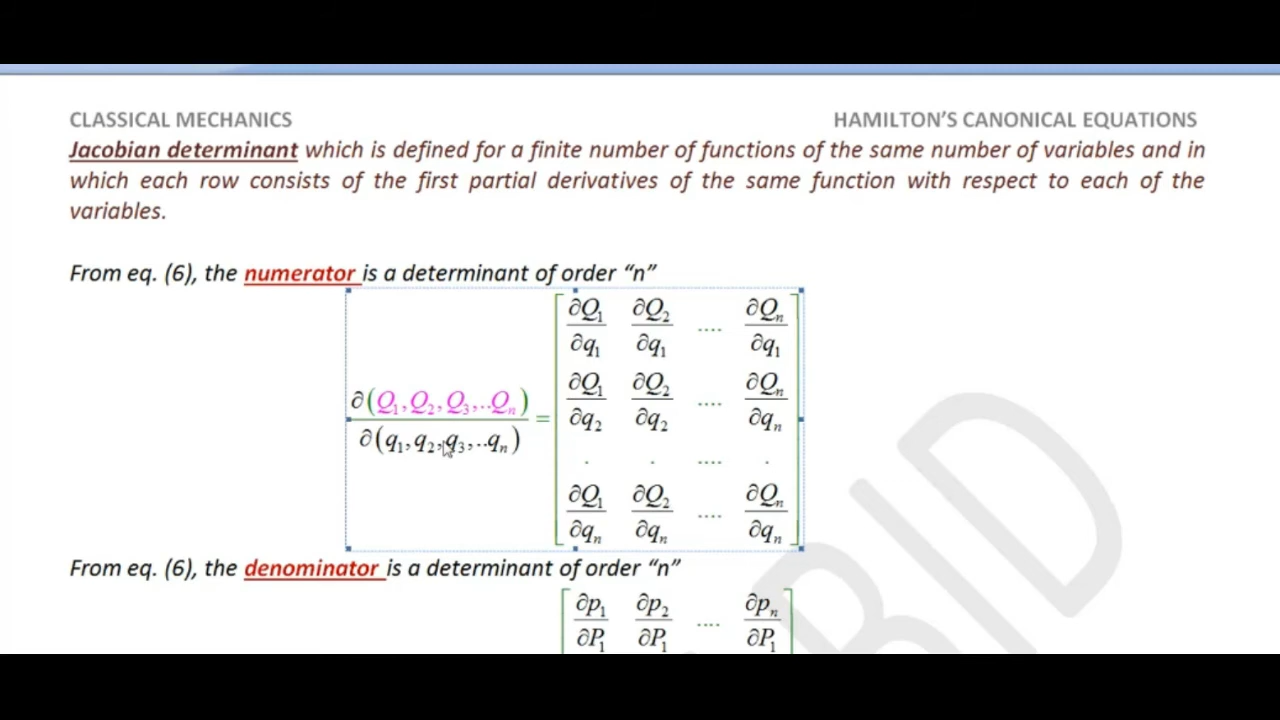 CLASSICAL MECHANICS HAMILTON'S CANONICAL EQUATIONS
Jacobian determinant which is defined for a finite number of functions of the same number of variables and in
which each row consists of the first partial derivatives of the same function with respect to each of the
variables.
From eq. (6), the numerator is a determinant of order “n”
∂Q₁/∂q₁ ∂Q₂/∂q₁ .... ∂Qₙ/∂q₁
∂Q₁/∂q₂ ∂Q₂/∂q₂ .... ∂Qₙ/∂qₙ
∂(Q₁,Q₂,Q₃,..Qₙ)/∂(q₁,q₂,q₃,..qₙ) =
. . .... .
∂Q₁/∂qₙ ∂Q₂/∂qₙ .... ∂Qₙ/∂qₙ
From eq. (6), the denominator is a determinant of order “n”
∂p₁/∂P₁ ∂p₂/∂P₁ .... ∂pₙ/∂P₁